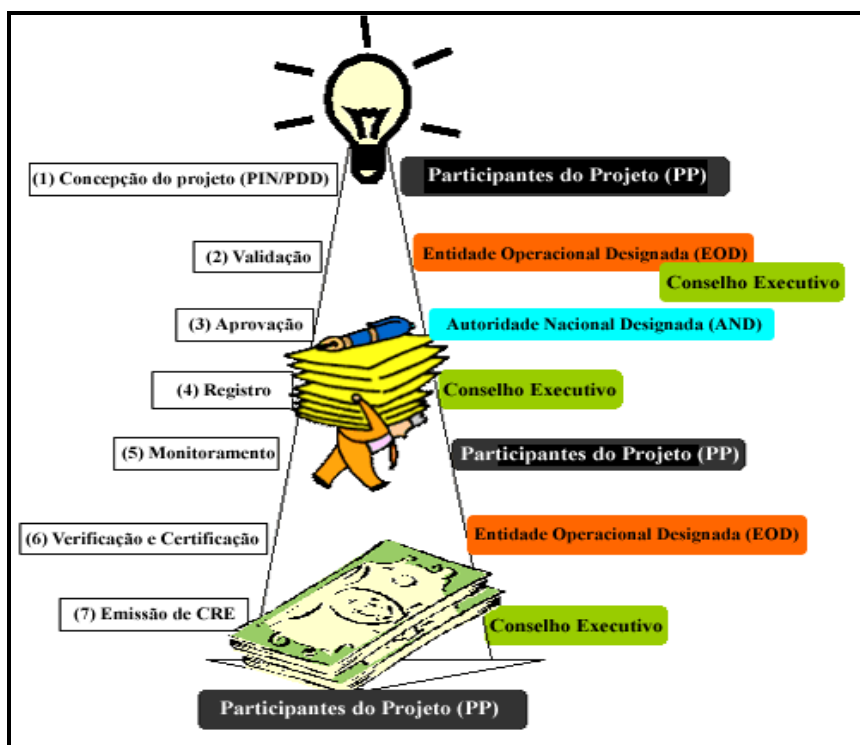 (1) Concepção do projeto (PIN/PDD)
Participantes do Projeto (PP)
(2) Validação
Entidade Operacional Designada (EOD)
Conselho Executivo
(3) Aprovação
Autoridade Nacional Designada (AND)
(4) Registro
Conselho Executivo
(5) Monitoramento
Participantes do Projeto (PP)
(6) Verificação e Certificação
Entidade Operacional Designada (EOD)
(7) Emissão de CRE
Conselho Executivo
Participantes do Projeto (PP)